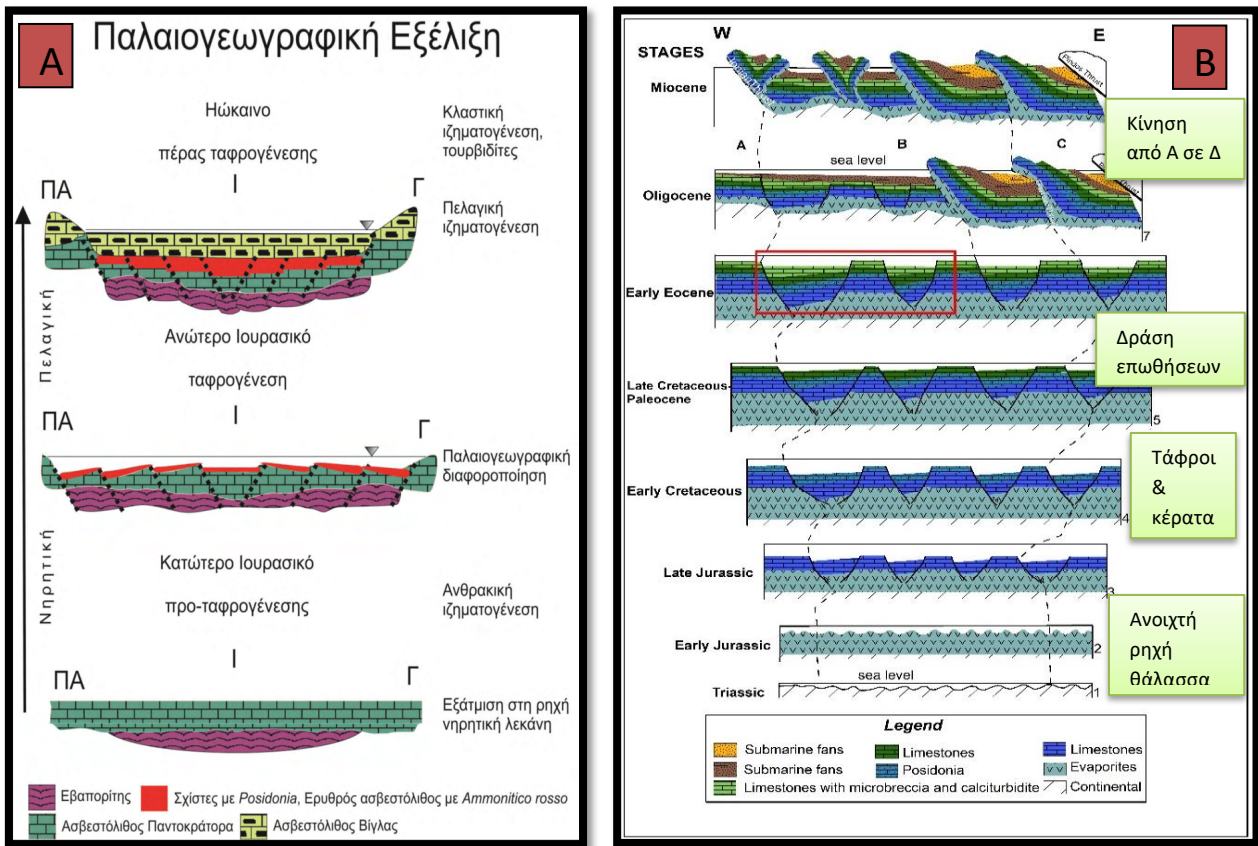 A
Παλαιογεωγραφική Εξέλιξη
Ηώκαινο
πέρας ταφρογένεσης
Κλαστική
ιζηματογένεση,
τουρβιδίτες
ΠΑ
Ι
Γ
Πελαγική
ιζηματογένεση
Πελαγική
Ανώτερο Ιουρασικό
ταφρογένεση
ΠΑ
Ι
Γ
Παλαιογεωγραφική
διαφοροποίηση
Νηρητική
Κατώτερο Ιουρασικό
προ-ταφρογένεσης
Ανθρακική
ιζηματογένεση
ΠΑ
Ι
Γ
Εξάτμιση στη ρηχή
νηρητική λεκάνη
Εβαπορίτης
Σχίστες με Posidonia, Ερυθρός ασβεστόλιθος με Ammonitico rosso
Ασβεστόλιθος Παντοκράτορα
Ασβεστόλιθος Βίγλας
B
W
E
STAGES
Pindos Thrust
Miocene
Κίνηση
από Α σε Δ
A
B
C
sea level
Oligocene
7
Early Eocene
Δράση
επωθήσεων
Late Cretaceous-
Paleocene
5
Τάφροι
&
κέρατα
Early Cretaceous
4
Late Jurassic
3
Ανοιχτή
ρηχή
θάλασσα
Early Jurassic
2
sea level
Triassic
1
Legend
Submarine fans
Limestones
Limestones
Submarine fans
Posidonia
Evaporites
Limestones with microbreccia and calciturbidite
Continental